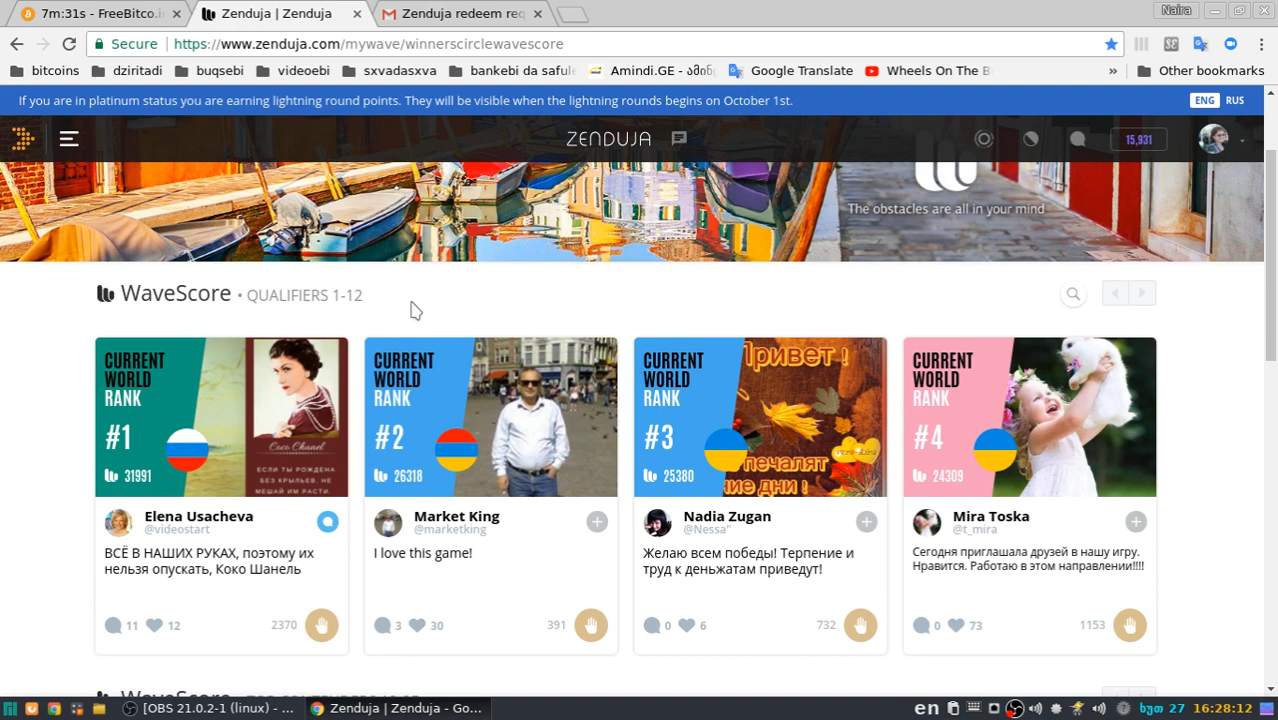 7m:31s - FreeBitco.i
Zenduja | Zenduja
Zenduja redeem req
Naira
Secure
https://www.zenduja.com/mywave/winnerscirclewavescore
bitcoins
dziritadi
buqsebi
videoebi
sxvadasxva
bankebi da safule
Amindi.GE - ამინ
Google Translate
Wheels On The B
»
Other bookmarks
If you are in platinum status you are earning lightning round points. They will be visible when the lightning rounds begins on October 1st.
ENG
RUS
ZENDUJA
15,931
The obstacles are all in your mind
WaveScore • QUALIFIERS 1-12
CURRENT
WORLD
RANK
#1
31991
Coco Chanel
ЕСЛИ ТЫ РОЖДЕНА
БЕЗ КРЫЛЬЕВ, НЕ
МЕШАЙ ИМ РАСТИ.
Elena Usacheva
@videostart
ВСЁ В НАШИХ РУКАХ, поэтому их
нельзя опускать, Коко Шанель
11
12
2370
CURRENT
WORLD
RANK
#2
26318
Market King
@marketking
I love this game!
3
30
391
CURRENT
WORLD
RANK
#3
25380
Привет !
печалят
ние дни !
Nadia Zugan
@Nessa"
Желаю всем победы! Терпение и
труд к деньжатам приведут!
0
6
732
CURRENT
WORLD
RANK
#4
24309
Mira Toska
@t_mira
Сегодня приглашала друзей в нашу игру.
Нравится. Работаю в этом направлении!!!!
0
73
1153
WaveScore
[OBS 21.0.2-1 (linux) - ...
Zenduja | Zenduja - Go...
en
ხუთ 27
16:28:12